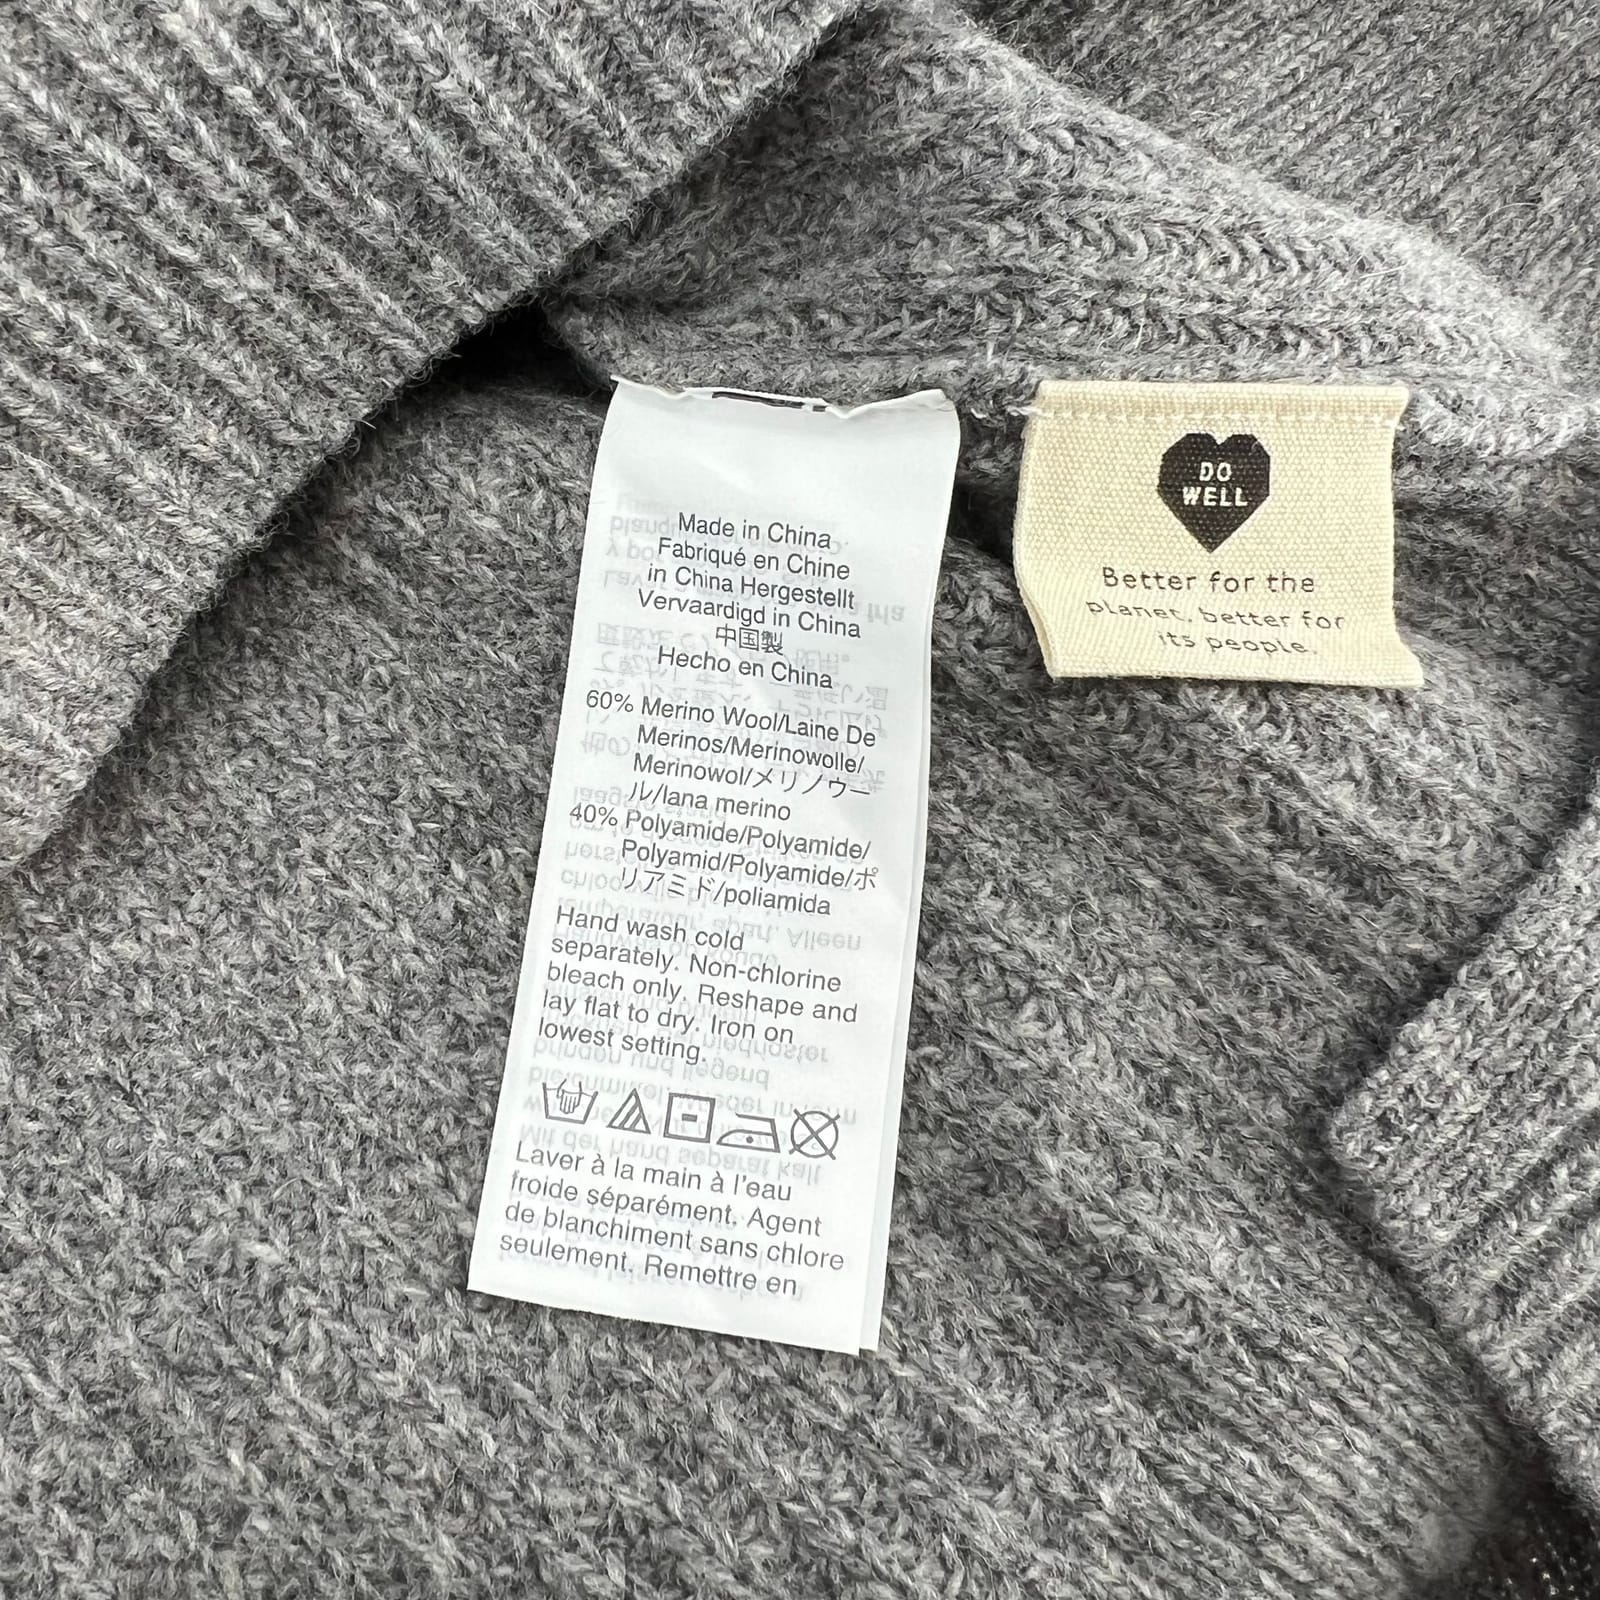 Made in China
Fabriqué en Chine
in China Hergestellt
Vervaardigd in China
中国製
Hecho en China
60% Merino Wool/Laine De
Merinos/Merinowolle/
Merinowol/メリノウー
ル/lana merino
40% Polyamide/Polyamide/
Polyamid/Polyamide/ポ
リアミド/poliamida
Hand wash cold
separately. Non-chlorine
bleach only. Reshape and
lay flat to dry. Iron on
lowest setting.
Laver à la main à l'eau
froide séparément. Agent
de blanchiment sans chlore
seulement. Remettre en
DO
WELL
Better for the
planet, better for
its people.